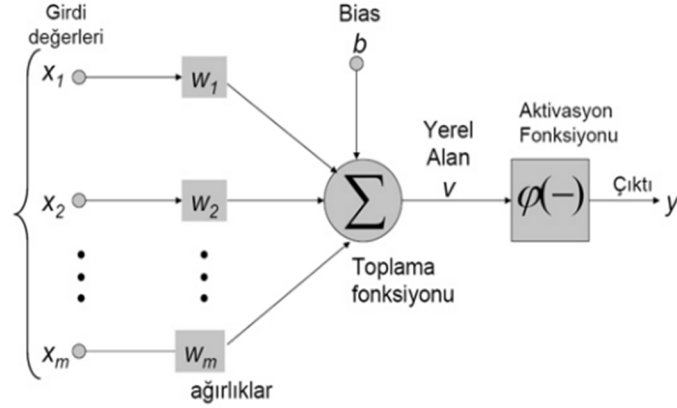 Girdi
değerleri
x1
w1
x2
w2
xm
wm
ağırlıklar
Bias
b
∑
Toplama
fonksiyonu
Yerel
Alan
v
Aktivasyon
Fonksiyonu
φ(−)
Çıktı
y